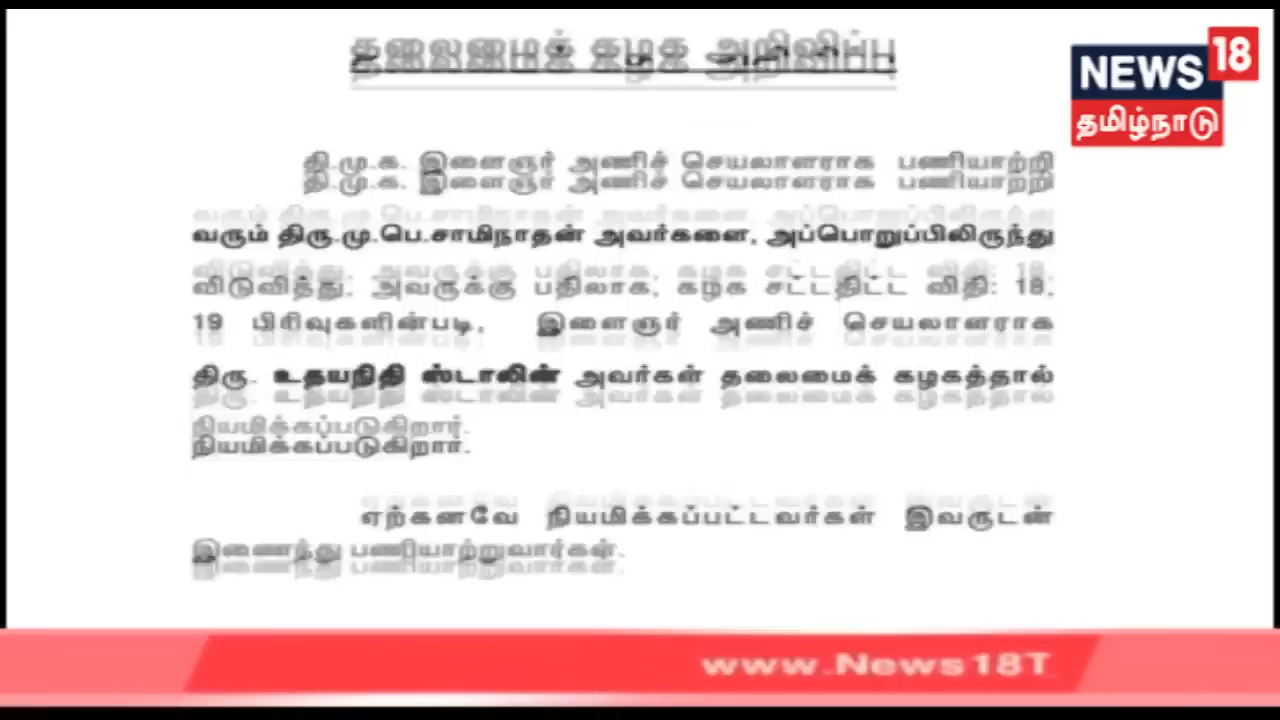 தலைமைக் கழக அறிவிப்பு
NEWS 18
தமிழ்நாடு
தி.மு.க. இளைஞர் அணிச் செயலாளராக பணியாற்றி
வரும் திரு.மு.பெ.சாமிநாதன் அவர்களை, அப்பொறுப்பிலிருந்து
விடுவித்து; அவருக்கு பதிலாக, கழக சட்டதிட்ட விதி: 18,
19 பிரிவுகளின்படி, இளைஞர் அணிச் செயலாளராக
திரு. உதயநிதி ஸ்டாலின் அவர்கள் தலைமைக் கழகத்தால்
நியமிக்கப்படுகிறார்.
ஏற்கனவே நியமிக்கப்பட்டவர்கள் இவருடன்
இணைந்து பணியாற்றுவார்கள்.
www.News18T